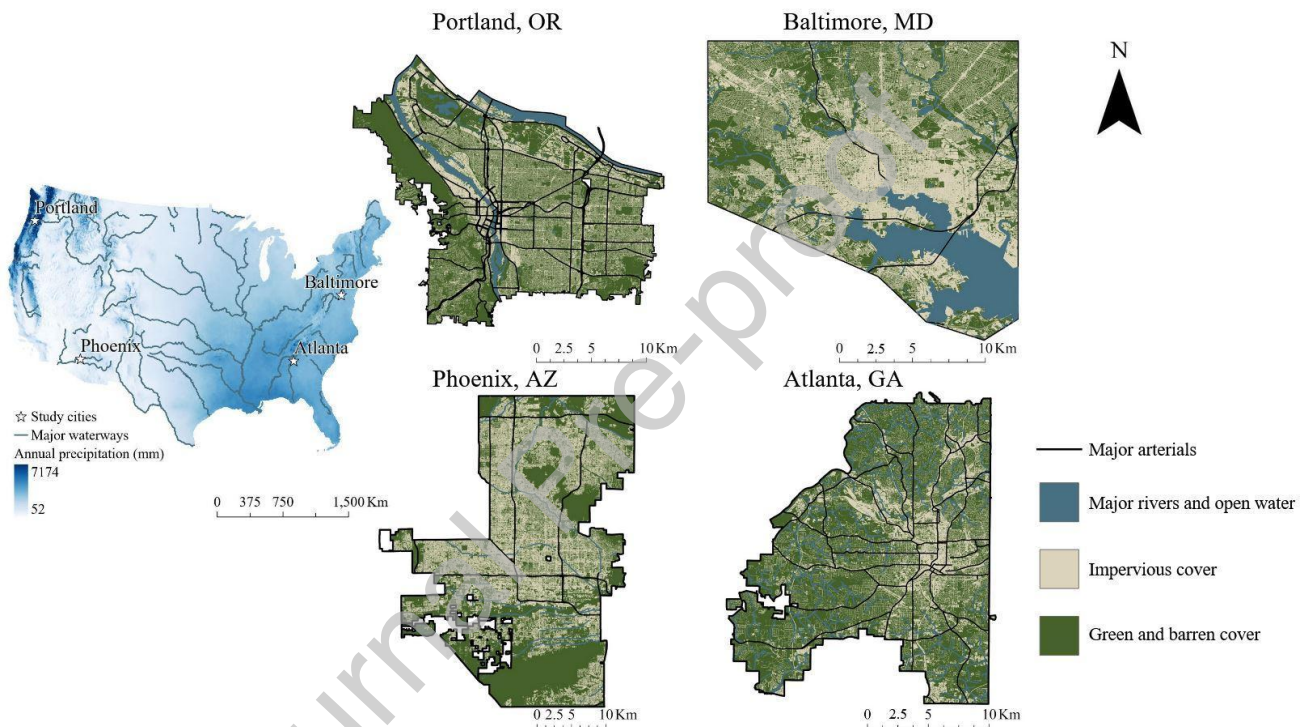 Portland, OR
Baltimore, MD
N
Portland
Baltimore
Phoenix
Atlanta
☆ Study cities
Major waterways
Annual precipitation (mm)
7174
52
0 375 750 1,500 Km
0 2.5 5 10 Km
0 2.5 5 10 Km
Phoenix, AZ
Atlanta, GA
0 2.5 5 10 Km
0 2.5 5 10 Km
Major arterials
Major rivers and open water
Impervious cover
Green and barren cover
Journal Pre-proof